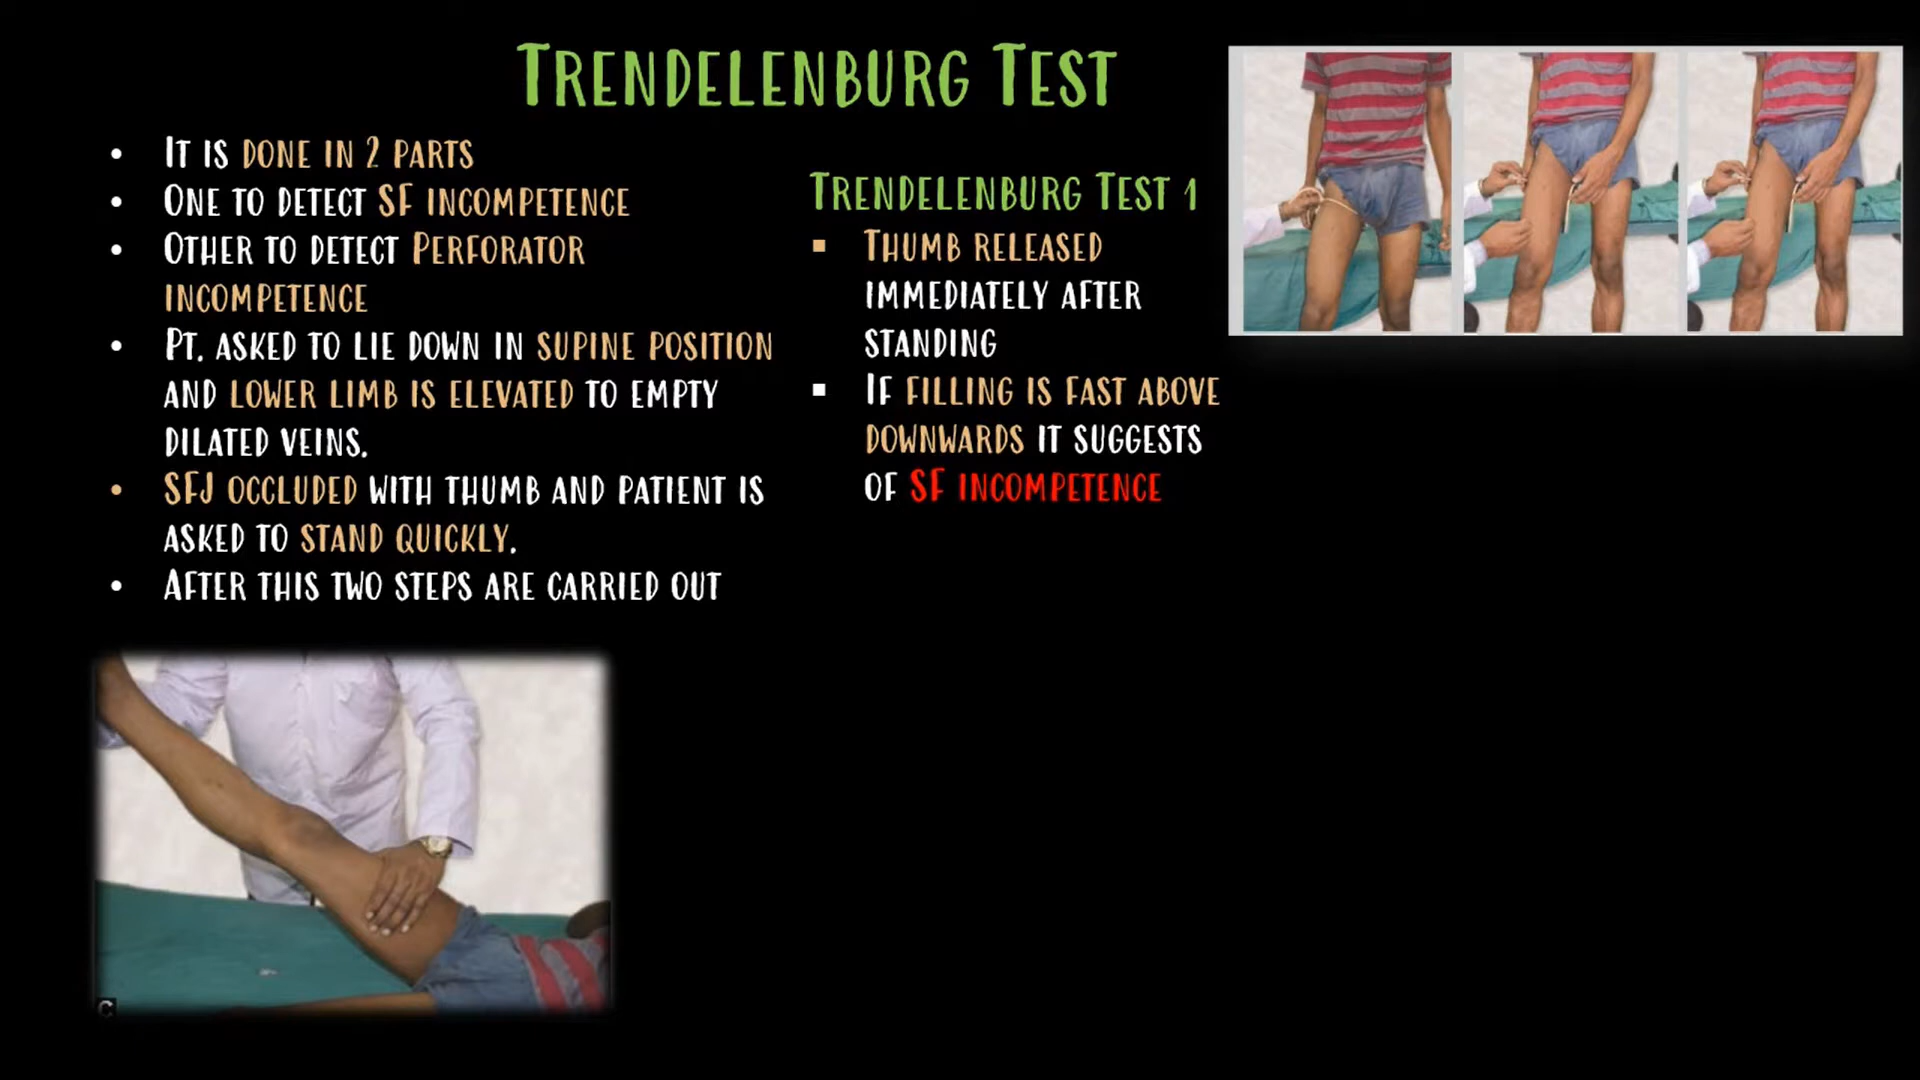 Trendelenburg Test
It is done in 2 parts
One to detect SF incompetence
Other to detect Perforator
incompetence
Pt. asked to lie down in supine position
and lower limb is elevated to empty
dilated veins.
SFJ occluded with thumb and patient is
asked to stand quickly.
After this two steps are carried out
Trendelenburg Test 1
Thumb released
immediately after
standing
If filling is fast above
downwards it suggests
of SF incompetence
C